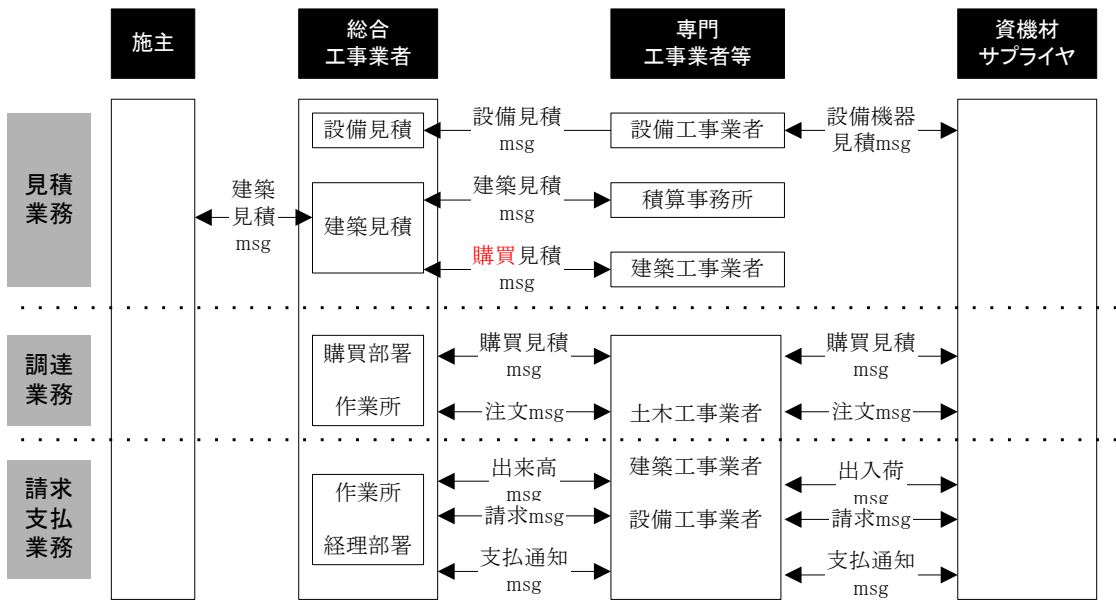 施主
総合
工事業者
専門
工事業者等
資機材
サプライヤ
見積
業務
建築
見積
msg
設備見積
設備見積
msg
設備工事業者
設備機器
見積msg
建築見積
建築見積
msg
積算事務所
購買見積
msg
建築工事業者
調達
業務
購買部署
作業所
購買見積
msg
注文msg
土木工事業者
購買見積
msg
注文msg
請求
支払
業務
作業所
経理部署
出来高
msg
請求msg
支払通知
msg
建築工事業者
設備工事業者
出入荷
msg
請求msg
支払通知
msg